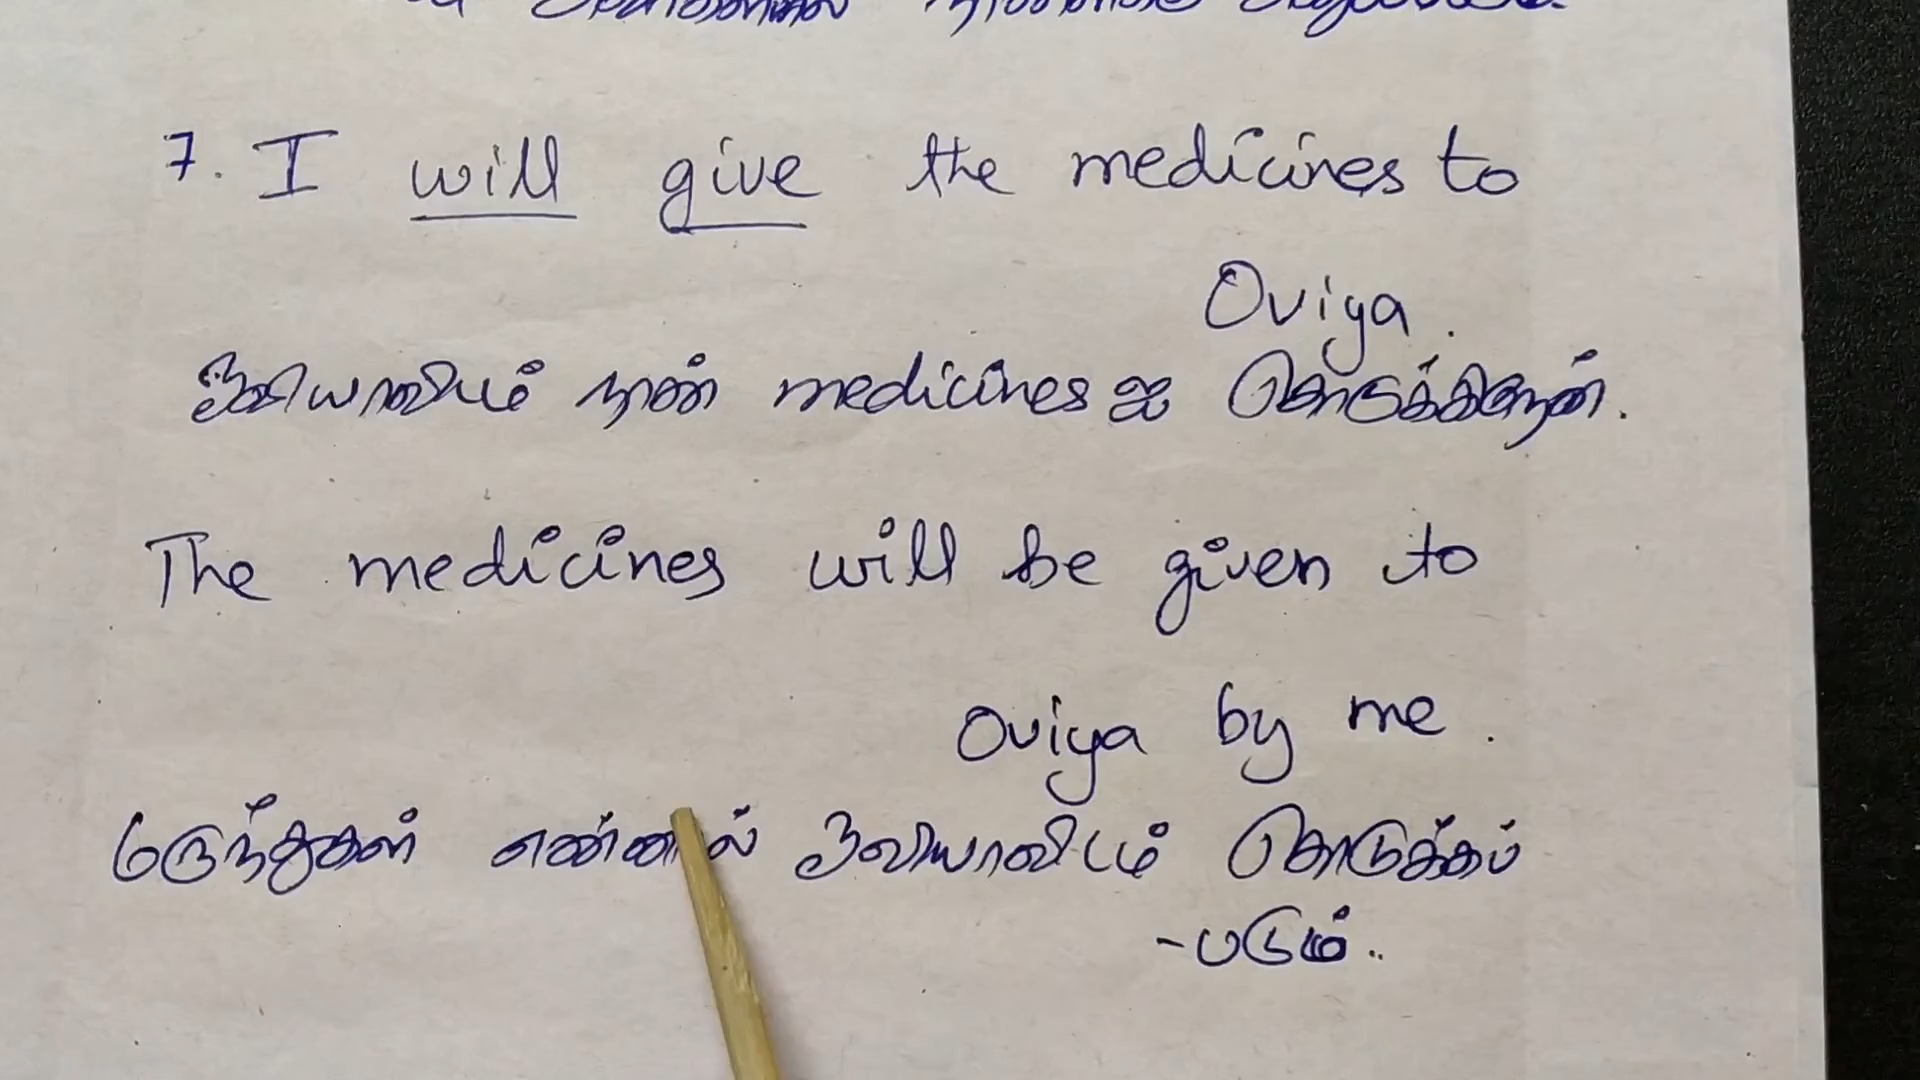 7. I will give the medicines to
Oviya.
ஓவியாவிடம் நான் medicines ஐ கொடுக்கிறேன்.
The medicines will be given to
Oviya by me.
மருந்துகள் என்னால் ஓவியாவிடம் கொடுக்கப்
-படும்.